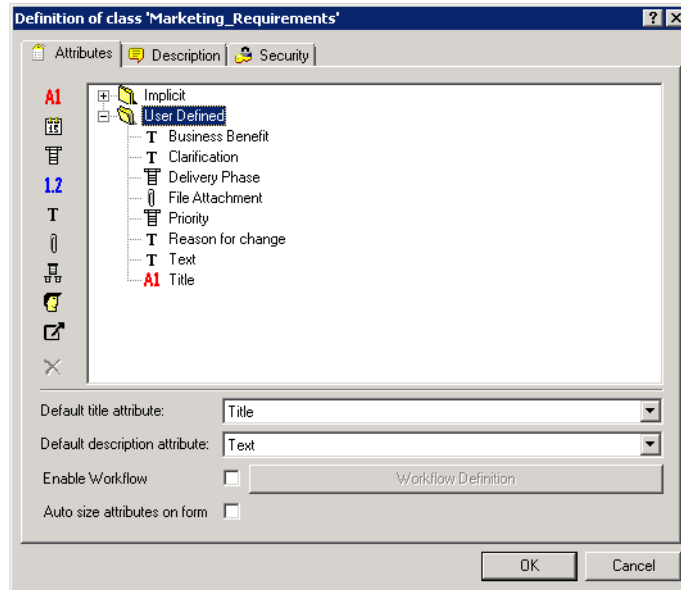 Definition of class 'Marketing_Requirements'
Attributes Description Security
A1
Implicit
User Defined
T Business Benefit
T Clarification
Delivery Phase
1.2
File Attachment
T
Priority
T Reason for change
T Text
A1 Title
Default title attribute: Title
Default description attribute: Text
Enable Workflow Workflow Definition
Auto size attributes on form
OK Cancel